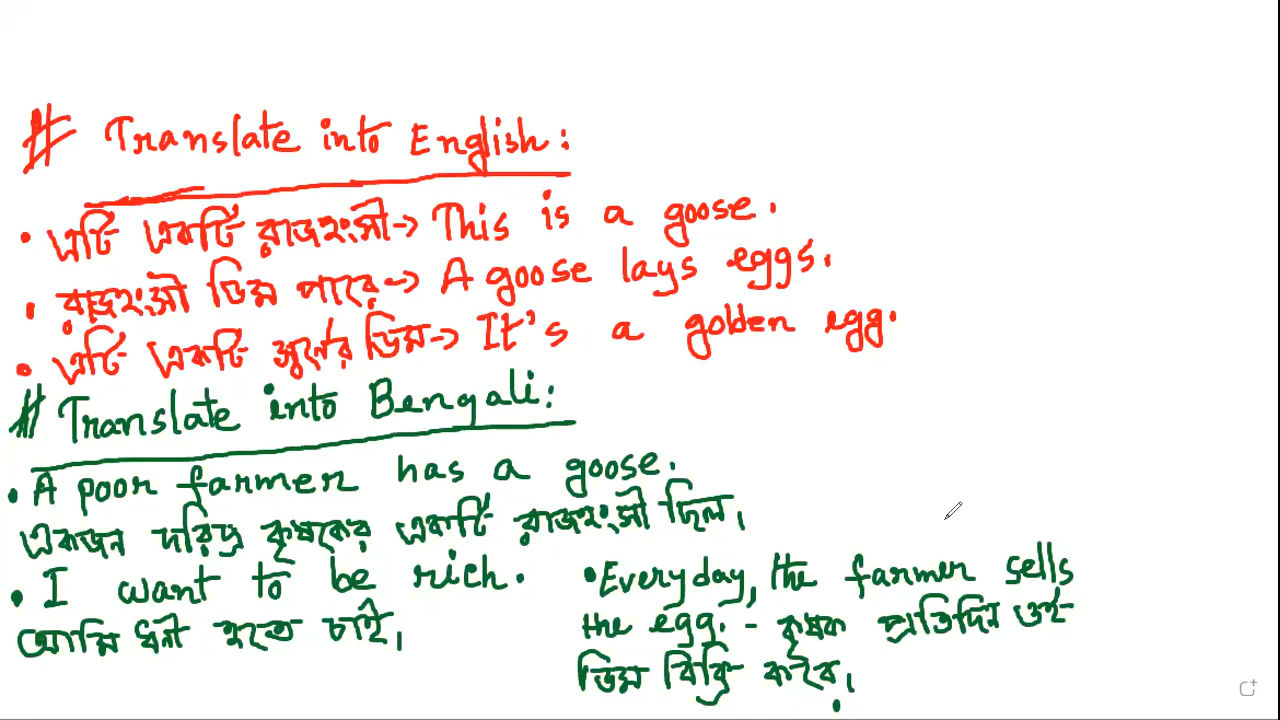 # Translate into English:
• এটি একটি রাজহংসী→ This is a goose.
• রাজহংসী ডিম্ব পারে→ A goose lays eggs.
• এটি একটি স্বর্ণের ডিম্ব→ It's a golden egg.
# Translate into Bengali:
• A poor farmer has a goose.
একজন দরিদ্র কৃষকের একটি রাজহংসী ছিল।
• I want to be rich.
আমি ধনী হতে চাই।
• Everyday, the farmer sells
the egg. - কৃষক প্রতিদিন ওই
ডিম্ব বিক্রি করে।